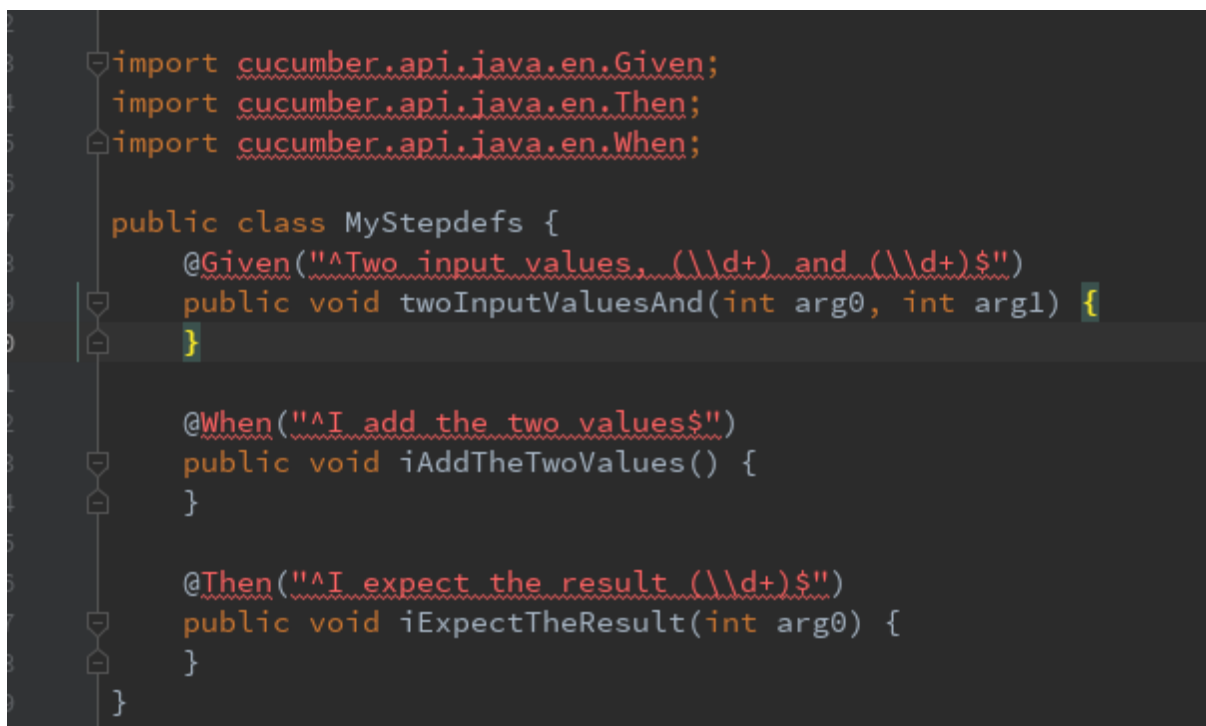 import cucumber.api.java.en.Given;
import cucumber.api.java.en.Then;
import cucumber.api.java.en.When;
public class MyStepdefs {
@Given("^Two input values, (\\d+) and (\\d+)$")
public void twoInputValuesAnd(int arg0, int arg1) {
}
@When("^I add the two values$")
public void iAddTheTwoValues() {
}
@Then("^I expect the result (\\d+)$")
public void iExpectTheResult(int arg0) {
}
}